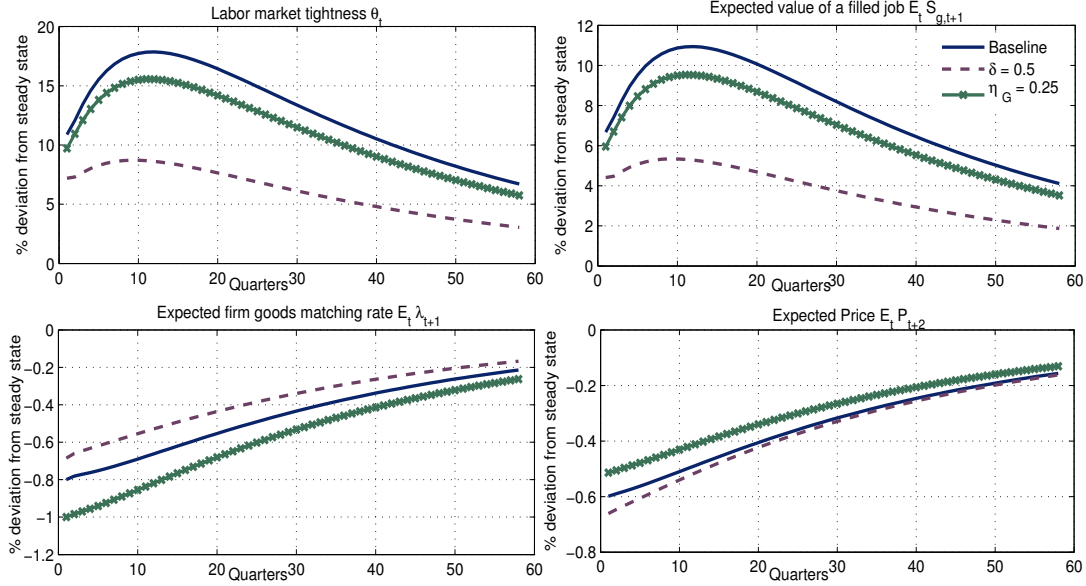 Labor market tightness θt
% deviation from steady state
20
15
10
5
0
0 10 20 30 40 50 60
Quarters
Expected value of a filled job Et Sg,t+1
% deviation from steady state
12
10
8
6
4
2
0
0 10 20 30 40 50 60
Quarters
Baseline
δ = 0.5
ηG = 0.25
Expected firm goods matching rate Et λt+1
% deviation from steady state
0
−0.2
−0.4
−0.6
−0.8
−1
−1.2
0 10 20 30 40 50 60
Quarters
Expected Price Et Pt+2
% deviation from steady state
0
−0.2
−0.4
−0.6
−0.8
0 10 20 30 40 50 60
Quarters